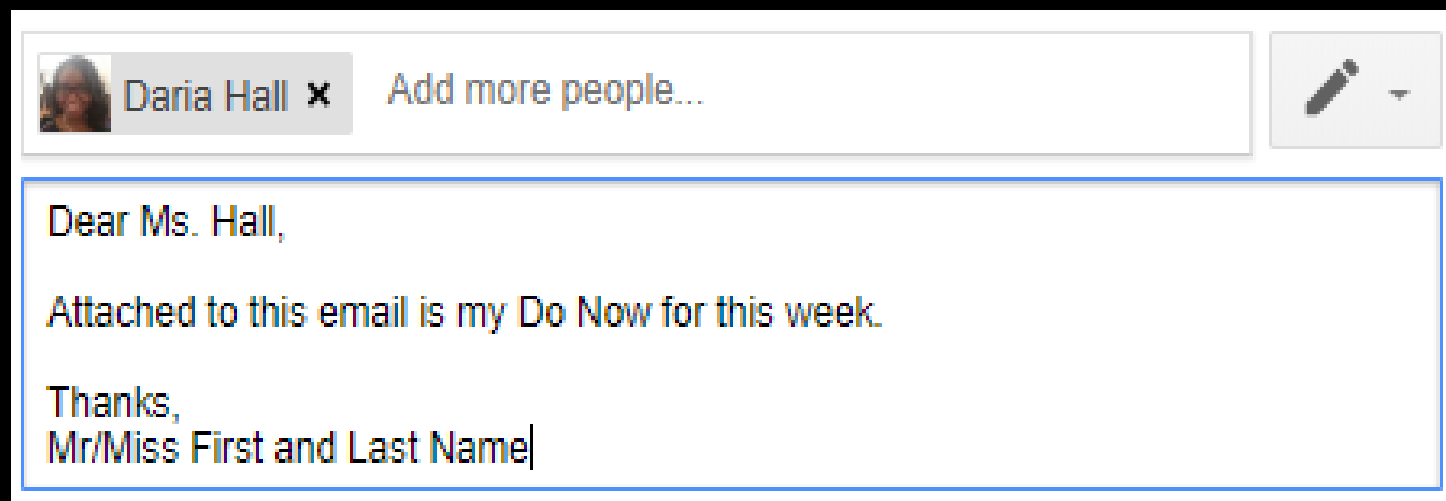 Daria Hall × Add more people...
Dear Ms. Hall,
Attached to this email is my Do Now for this week.
Thanks,
Mr/Miss First and Last Name